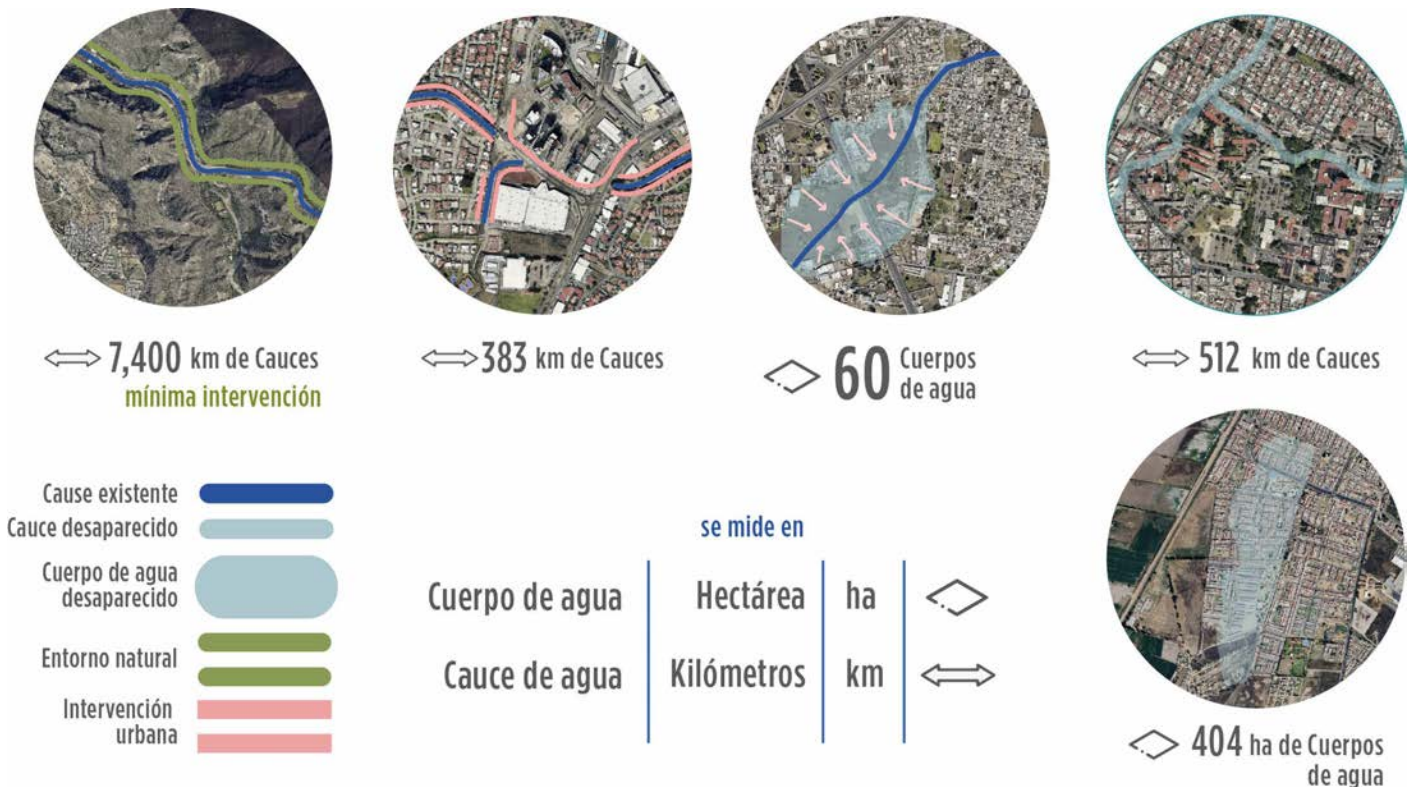 7,400 km de Cauces
mínima intervención
383 km de Cauces
60 Cuerpos
de agua
512 km de Cauces
Cause existente
Cauce desaparecido
Cuerpo de agua
desaparecido
Entorno natural
Intervención
urbana
se mide en
Cuerpo de agua Hectárea ha
Cauce de agua Kilómetros km
404 ha de Cuerpos
de agua